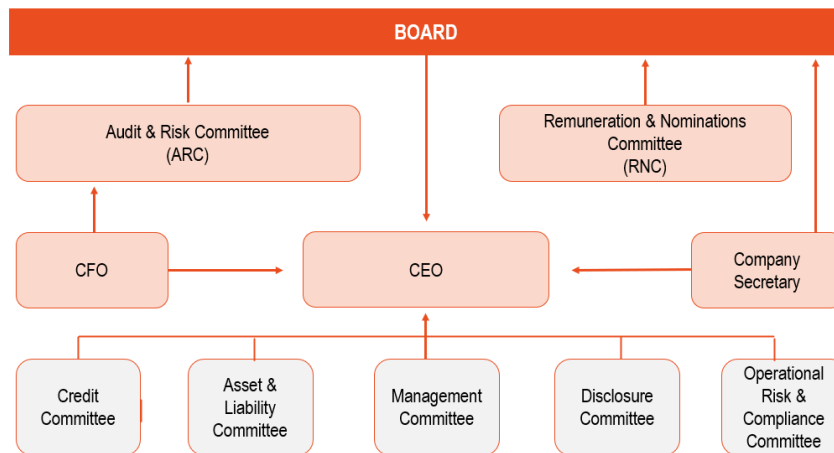 BOARD
Audit & Risk Committee
(ARC)
Remuneration & Nominations
Committee
(RNC)
CFO
CEO
Company
Secretary
Credit
Committee
Asset &
Liability
Committee
Management
Committee
Disclosure
Committee
Operational
Risk &
Compliance
Committee